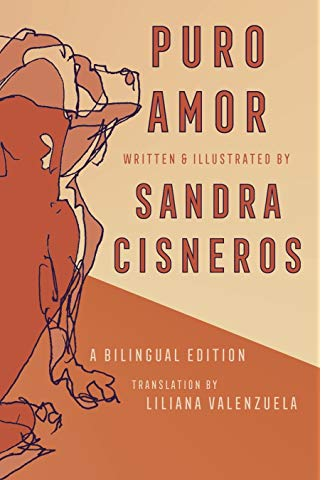 PURO
AMOR
WRITTEN & ILLUSTRATED BY
SANDRA
CISNEROS
A BILINGUAL EDITION
TRANSLATION BY
LILIANA VALENZUELA